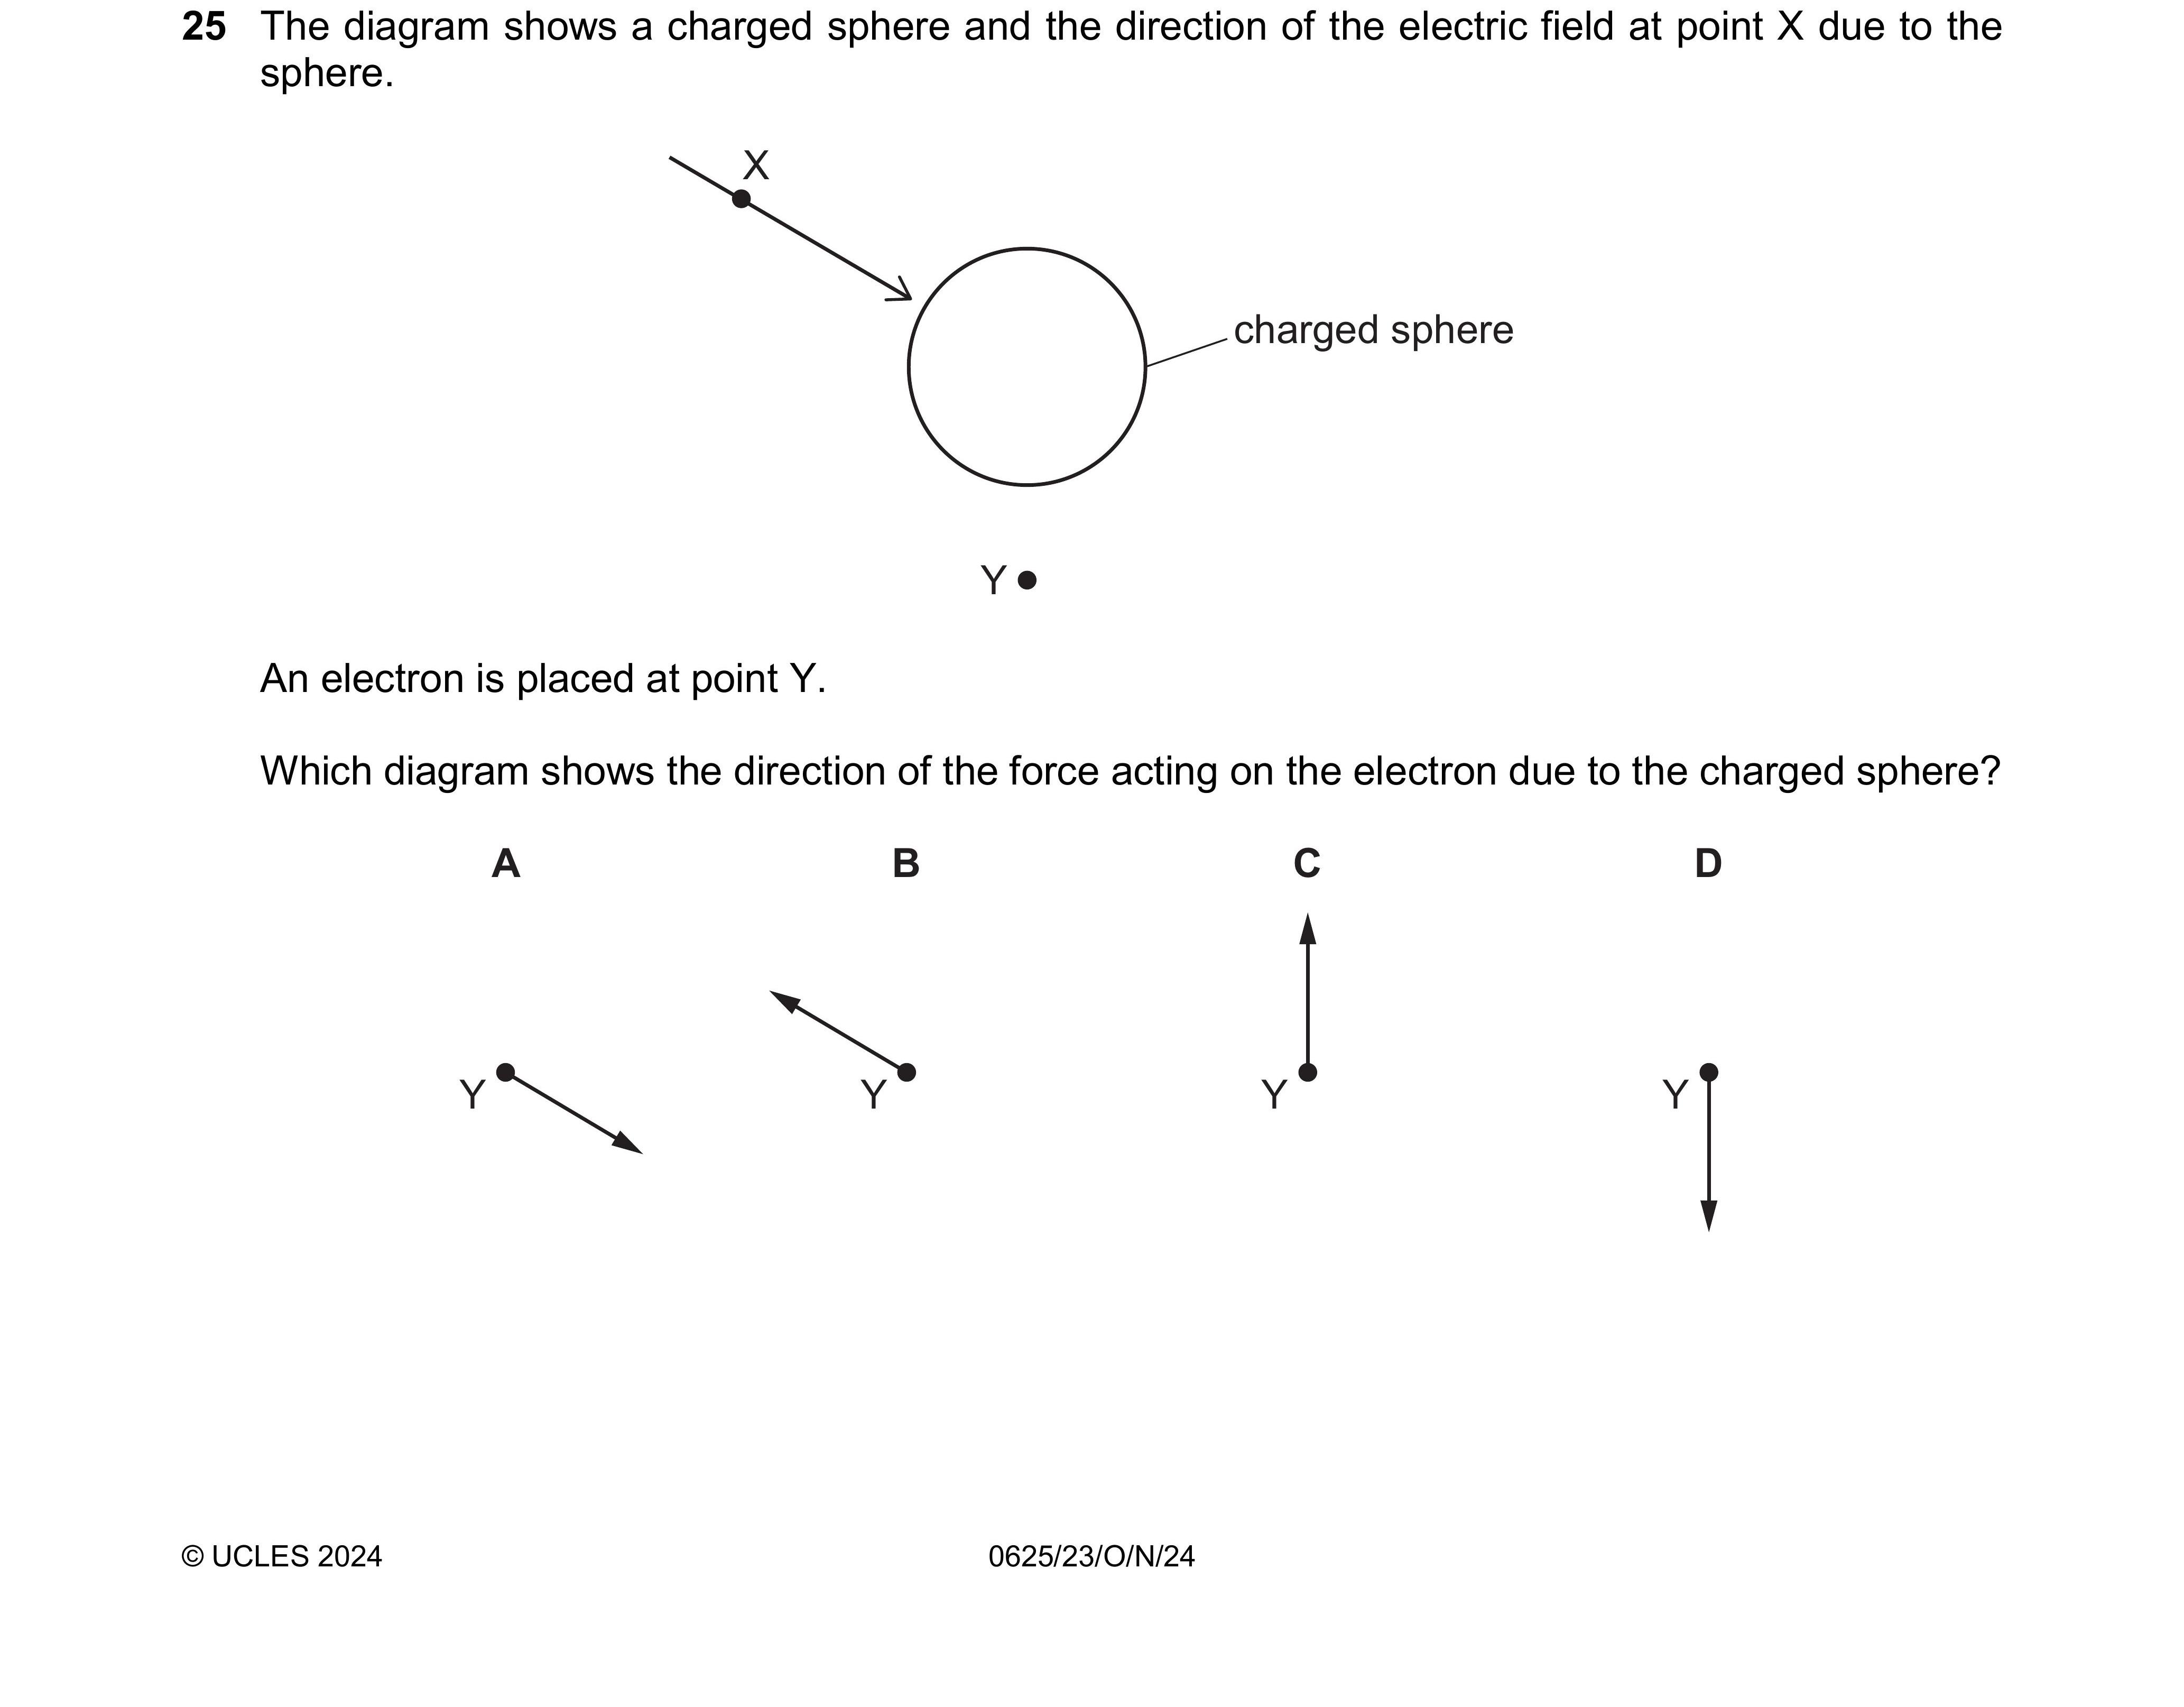 25 The diagram shows a charged sphere and the direction of the electric field at point X due to the
sphere.
X
charged sphere
Y
An electron is placed at point Y.
Which diagram shows the direction of the force acting on the electron due to the charged sphere?
A B C D
Y Y Y Y
© UCLES 2024 0625/23/O/N/24